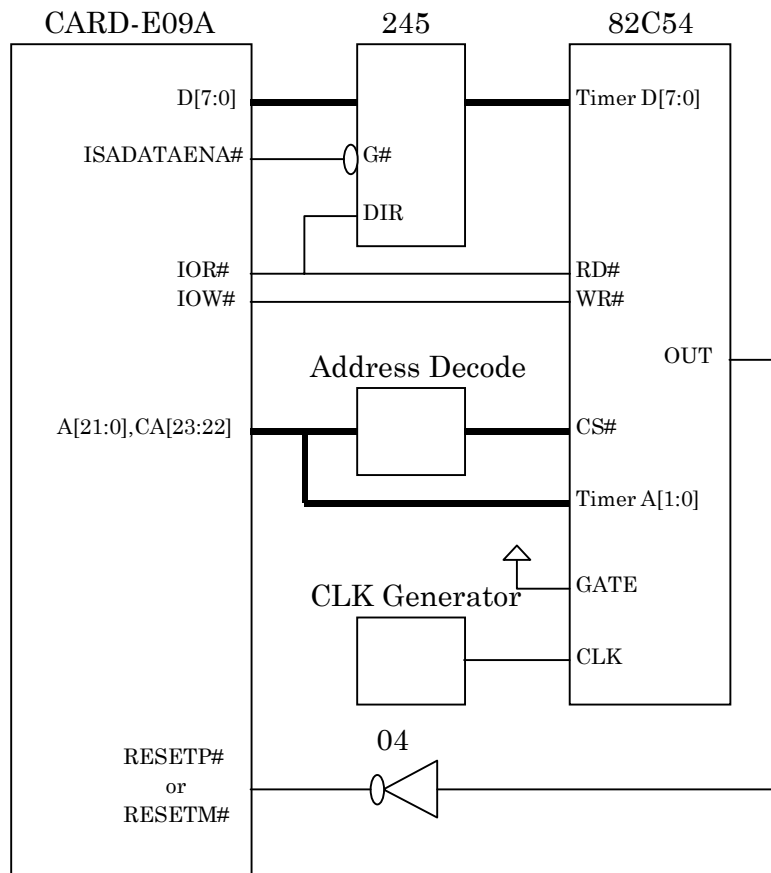 CARD-E09A
245
82C54
D[7:0]
Timer D[7:0]
ISADATAENA#
G#
DIR
IOR#
RD#
IOW#
WR#
OUT
Address Decode
A[21:0],CA[23:22]
CS#
Timer A[1:0]
GATE
CLK Generator
CLK
04
RESETP#
or
RESETM#